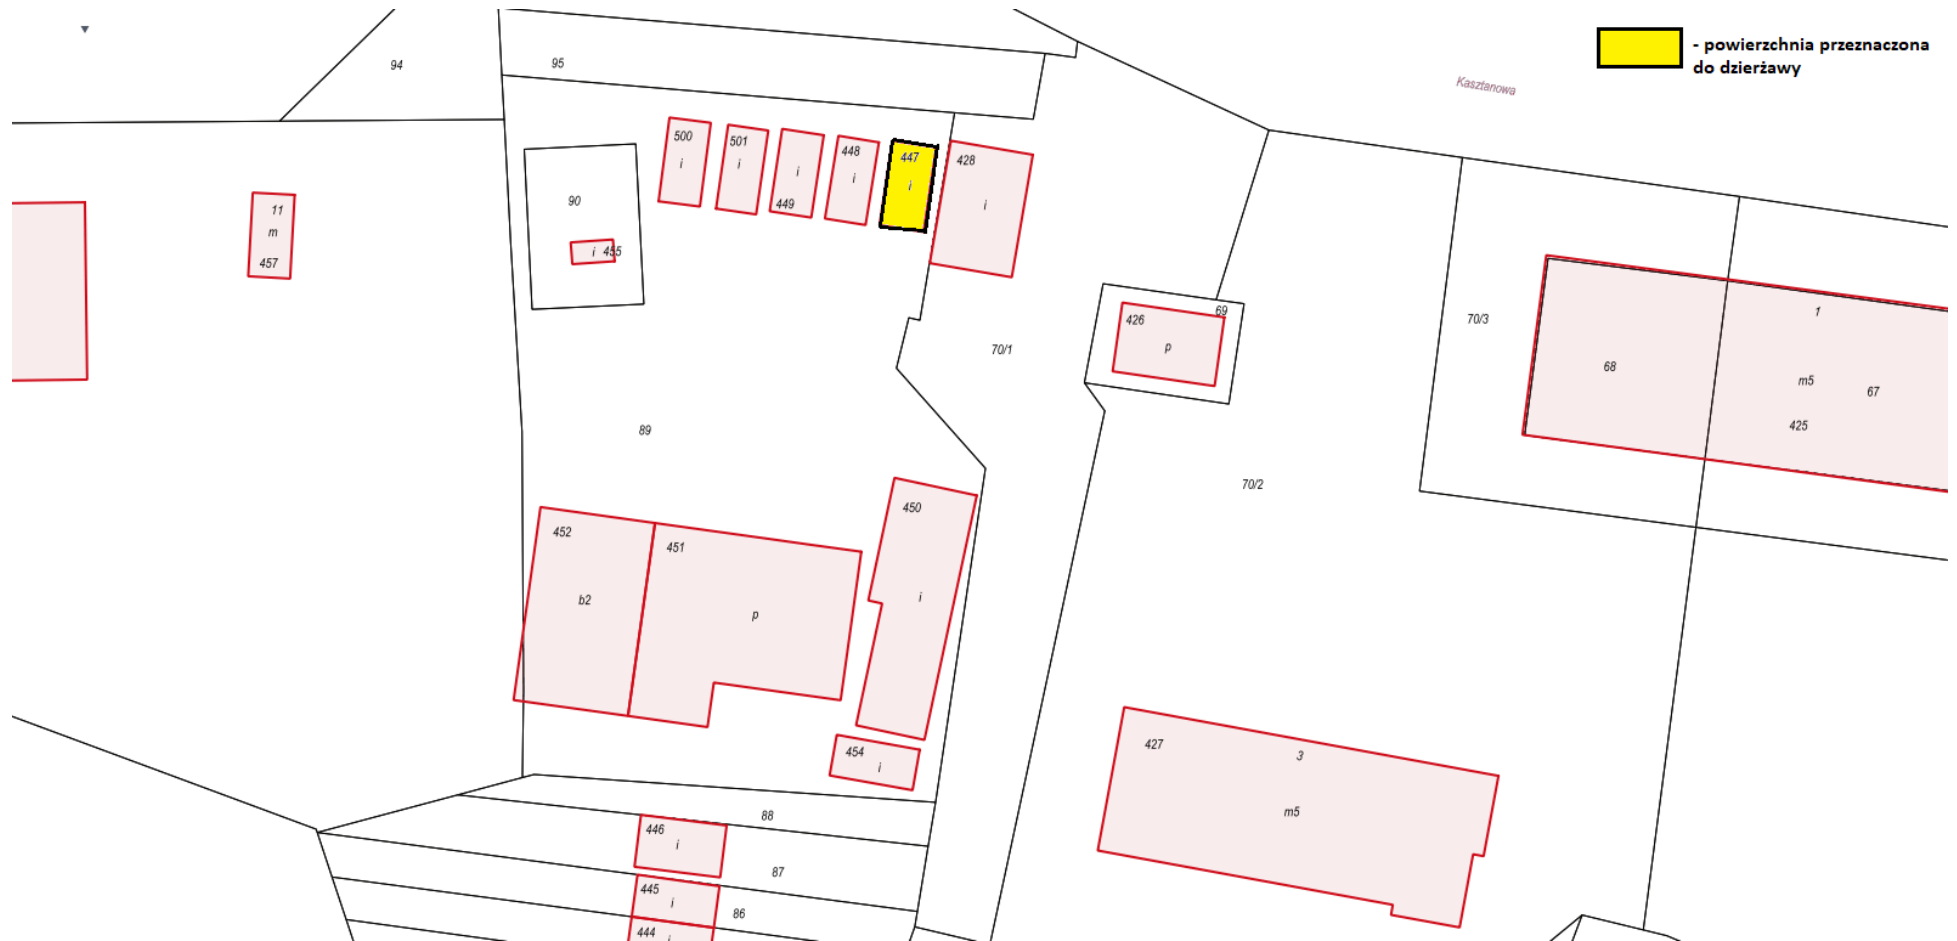 - powierzchnia przeznaczona
do dzierżawy
Kasztanowa
94
95
500
i
501
i
i
449
448
i
447
i
428
i
90
i 455
11
m
457
69
426
p
70/1
70/3
1
68
m5
67
425
89
70/2
450
i
452
b2
451
p
454
i
427
3
m5
88
446
i
87
445
i
86
444
i